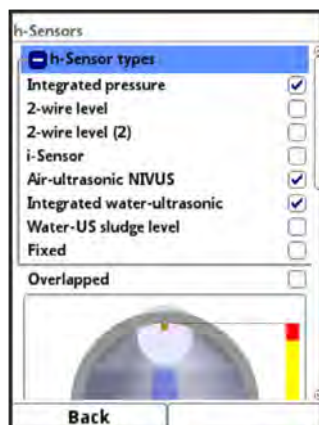 h-Sensors
h-Sensor types
Integrated pressure
2-wire level
2-wire level (2)
i-Sensor
Air-ultrasonic NIVUS
Integrated water-ultrasonic
Water-US sludge level
Fixed
Overlapped
Back